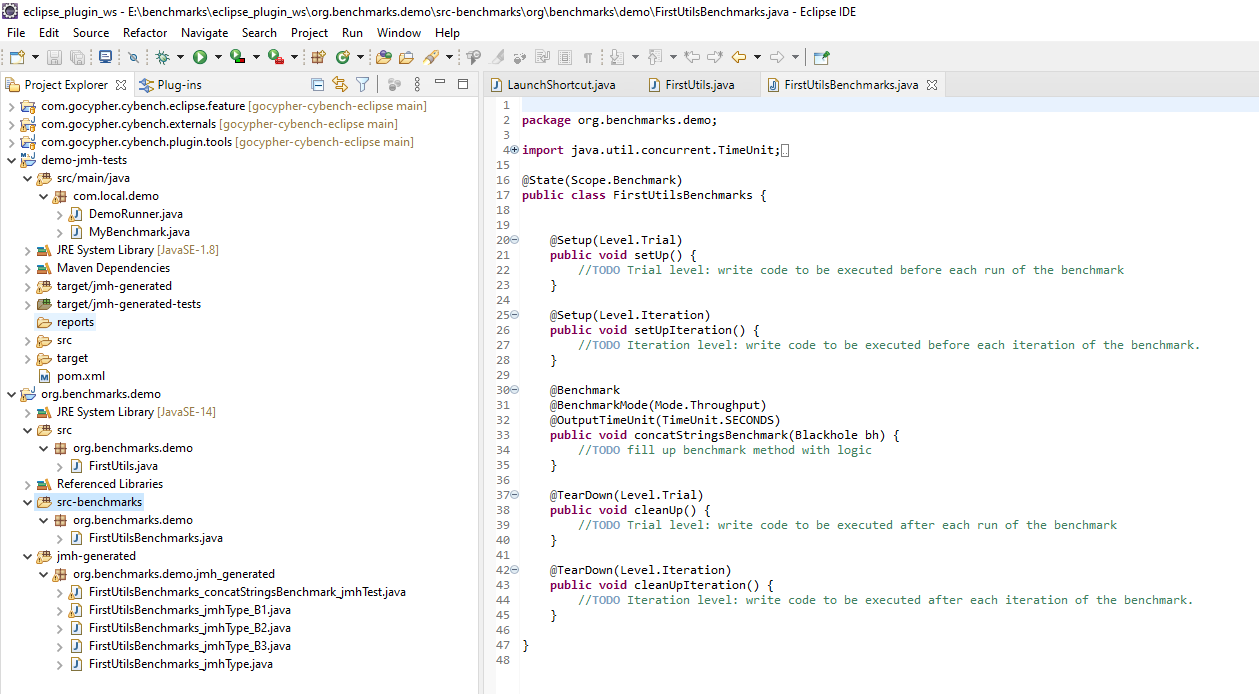 eclipse_plugin_ws - E:\benchmarks\eclipse_plugin_ws\org.benchmarks.demo\src-benchmarks\org\benchmarks\demo\FirstUtilsBenchmarks.java - Eclipse IDE
File Edit Source Refactor Navigate Search Project Run Window Help
Project Explorer Plug-ins
com.gocypher.cybench.eclipse.feature [gocypher-cybench-eclipse main]
com.gocypher.cybench.externals [gocypher-cybench-eclipse main]
com.gocypher.cybench.plugin.tools [gocypher-cybench-eclipse main]
demo-jmh-tests
src/main/java
com.local.demo
DemoRunner.java
MyBenchmark.java
JRE System Library [JavaSE-1.8]
Maven Dependencies
target/jmh-generated
target/jmh-generated-tests
reports
src
target
pom.xml
org.benchmarks.demo
JRE System Library [JavaSE-14]
src
org.benchmarks.demo
FirstUtils.java
Referenced Libraries
src-benchmarks
org.benchmarks.demo
FirstUtilsBenchmarks.java
jmh-generated
org.benchmarks.demo.jmh_generated
FirstUtilsBenchmarks_concatStringsBenchmark_jmhTest.java
FirstUtilsBenchmarks_jmhType_B1.java
FirstUtilsBenchmarks_jmhType_B2.java
FirstUtilsBenchmarks_jmhType_B3.java
FirstUtilsBenchmarks_jmhType.java
LaunchShortcut.java FirstUtils.java FirstUtilsBenchmarks.java
1
2 package org.benchmarks.demo;
3
4 import java.util.concurrent.TimeUnit;
15
16 @State(Scope.Benchmark)
17 public class FirstUtilsBenchmarks {
18
19
20 @Setup(Level.Trial)
21 public void setUp() {
22 //TODO Trial level: write code to be executed before each run of the benchmark
23 }
24
25 @Setup(Level.Iteration)
26 public void setUpIteration() {
27 //TODO Iteration level: write code to be executed before each iteration of the benchmark.
28 }
29
30 @Benchmark
31 @BenchmarkMode(Mode.Throughput)
32 @OutputTimeUnit(TimeUnit.SECONDS)
33 public void concatStringsBenchmark(Blackhole bh) {
34 //TODO fill up benchmark method with logic
35 }
36
37 @TearDown(Level.Trial)
38 public void cleanUp() {
39 //TODO Trial level: write code to be executed after each run of the benchmark
40 }
41
42 @TearDown(Level.Iteration)
43 public void cleanUpIteration() {
44 //TODO Iteration level: write code to be executed after each iteration of the benchmark.
45 }
46
47 }
48